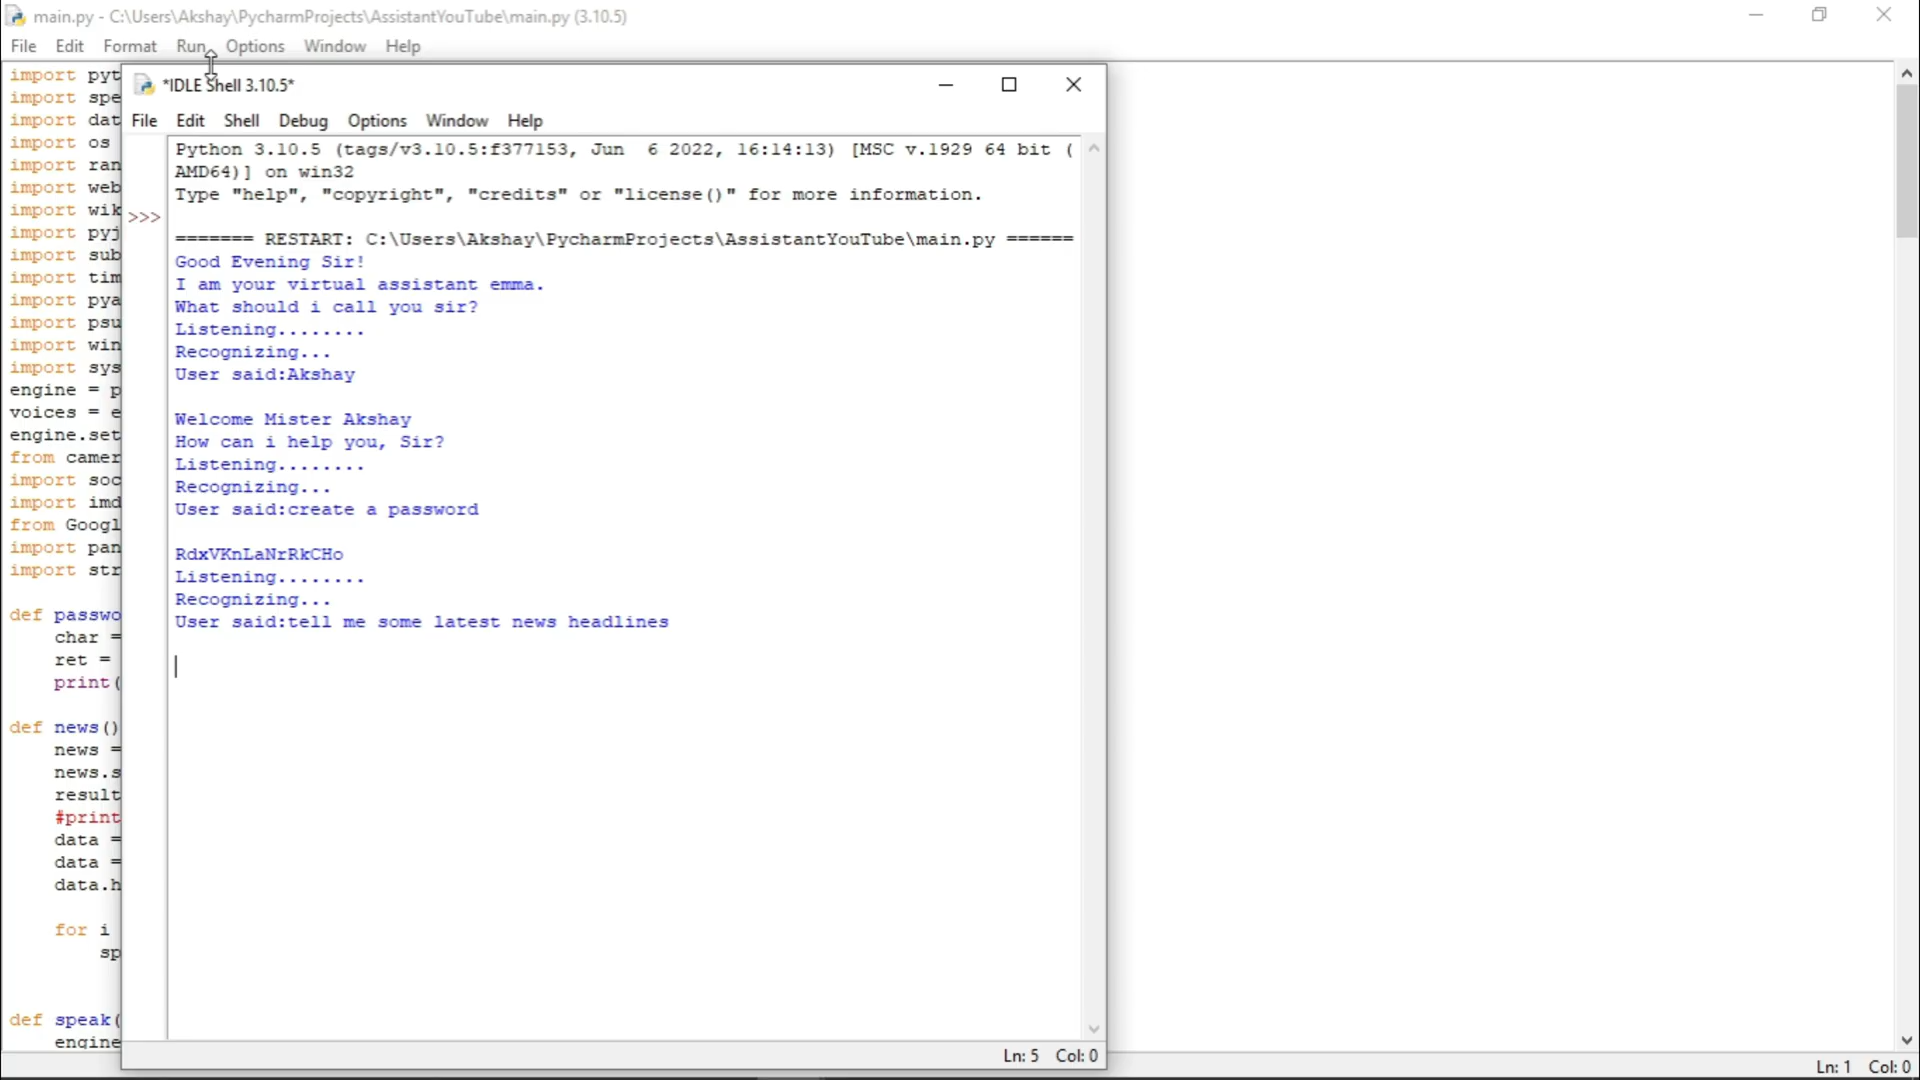 main.py - C:\Users\Akshay\PycharmProjects\AssistantYouTube\main.py (3.10.5)
File Edit Format Run Options Window Help
import pyt
import spe
import dat
import os
import ran
import web
import wik
import pyj
import sub
import tim
import pya
import psu
import win
import sys
engine = p
voices = e
engine.set
from camer
import soc
import imd
from Googl
import pan
import str
def passwo
char =
ret =
print(
def news()
news =
news.s
result
#print
data =
data =
data.h
for i
sp
def speak(
engine
*IDLE Shell 3.10.5*
File Edit Shell Debug Options Window Help
Python 3.10.5 (tags/v3.10.5:f377153, Jun  6 2022, 16:14:13) [MSC v.1929 64 bit (
AMD64)] on win32
Type "help", "copyright", "credits" or "license()" for more information.
>>>
======= RESTART: C:\Users\Akshay\PycharmProjects\AssistantYouTube\main.py ======
Good Evening Sir!
I am your virtual assistant emma.
What should i call you sir?
Listening........
Recognizing...
User said:Akshay
Welcome Mister Akshay
How can i help you, Sir?
Listening........
Recognizing...
User said:create a password
RdxVKnLaNrRkCHo
Listening........
Recognizing...
User said:tell me some latest news headlines
Ln: 5 Col: 0
Ln: 1 Col: 0